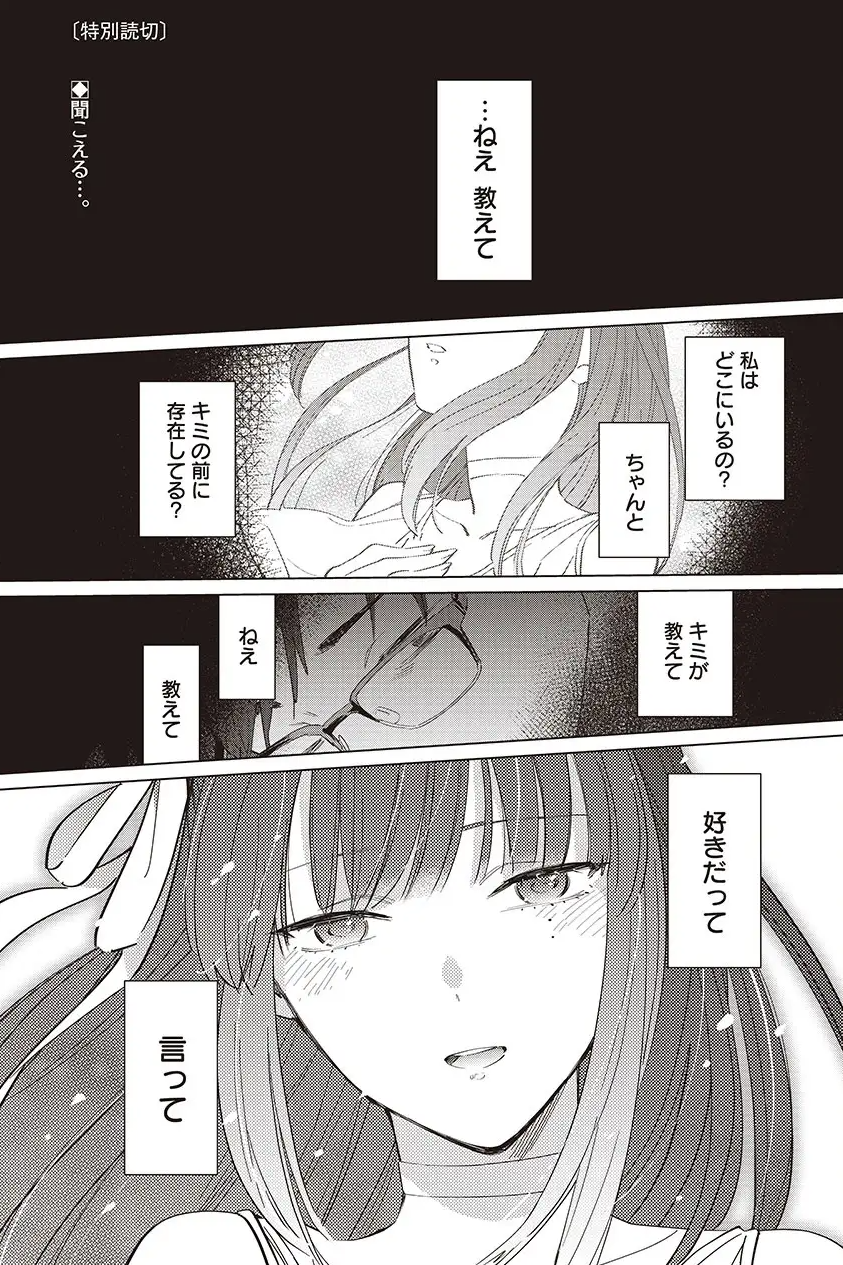 〔特別読切〕
◆聞こえる…。
…ねえ 教えて
私は
どこにいるの?
ちゃんと
キミの前に
存在してる?
キミが
教えて
ねえ
教えて
好きだって
言って